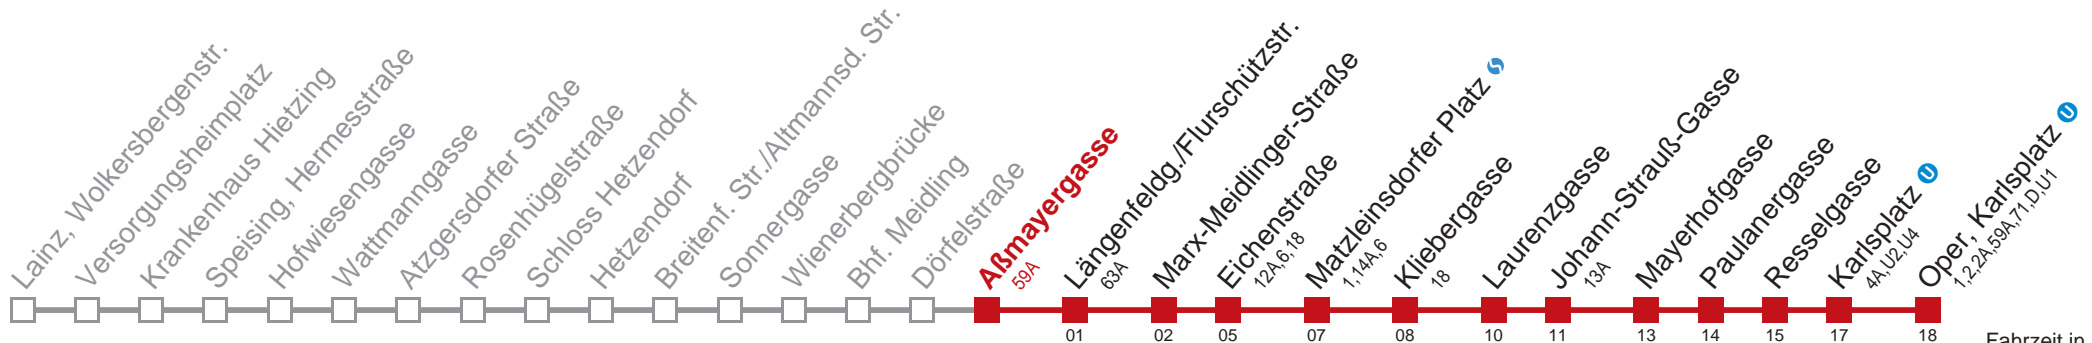 Lainz, Wolkersbergenstr.
Versorgungsheimplatz
Krankenhaus Hietzing
Speising, Hermesstraße
Hofwiesengasse
Wattmanngasse
Atzgersdorfer Straße
Rosenhügelstraße
Schloss Hetzendorf
Hetzendorf
Breitenf. Str./Altmannsd. Str.
Sonnergasse
Wienerbergbrücke
Bhf. Meidling
Dörfelstraße
Aßmayergasse
59A
Längenfeldg./Flurschützstr.
63A
Marx-Meidlinger-Straße
Eichenstraße
12A,6,18
Matzleinsdorfer Platz
1,14A,6
Kliebergasse
18
Laurenzgasse
Johann-Strauß-Gasse
13A
Mayerhofgasse
Paulanergasse
Resselgasse
Karlsplatz U
4A,U2,U4
Oper, Karlsplatz U
1,2,2A,59A,71,D,U1
01 02 05 07 08 10 11 13 14 15 17 18
Fahrzeit in